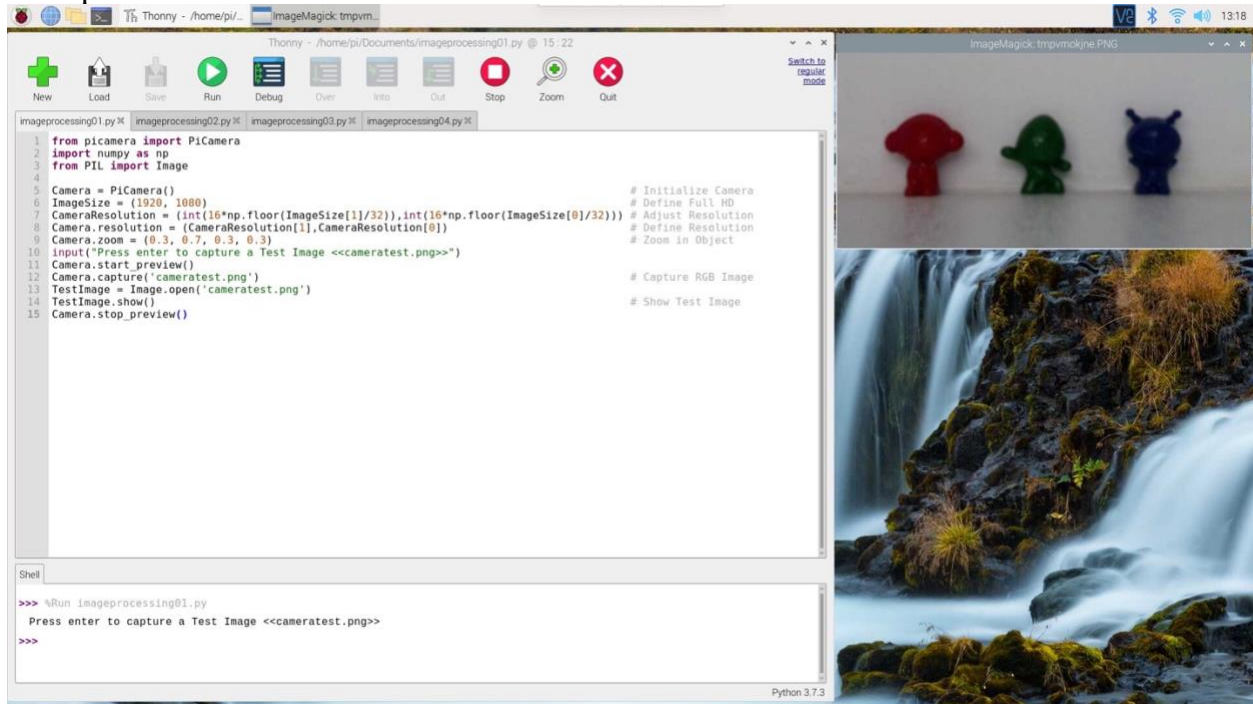 Thonny - /home/pi/...
ImageMagick: tmpvm...
13:18
Thonny - /home/pi/Documents/imageprocessing01.py @ 15:22
New
Load
Save
Run
Debug
Over
Into
Out
Stop
Zoom
Quit
Switch to
regular
mode
imageprocessing01.py imageprocessing02.py imageprocessing03.py imageprocessing04.py
1 from picamera import PiCamera
2 import numpy as np
3 from PIL import Image
4
5 Camera = PiCamera() # Initialize Camera
6 ImageSize = (1920, 1080) # Define Full HD
7 CameraResolution = (int(16*np.floor(ImageSize[1]/32)),int(16*np.floor(ImageSize[0]/32))) # Adjust Resolution
8 Camera.resolution = (CameraResolution[1],CameraResolution[0]) # Define Resolution
9 Camera.zoom = (0.3, 0.7, 0.3, 0.3) # Zoom in Object
10 input("Press enter to capture a Test Image <<cameratest.png>>")
11 Camera.start_preview()
12 Camera.capture('cameratest.png') # Capture RGB Image
13 TestImage = Image.open('cameratest.png')
14 TestImage.show() # Show Test Image
15 Camera.stop_preview()
Shell
>>> %Run imageprocessing01.py
Press enter to capture a Test Image <<cameratest.png>>
>>>
Python 3.7.3
ImageMagick: tmpvmokjne.PNG